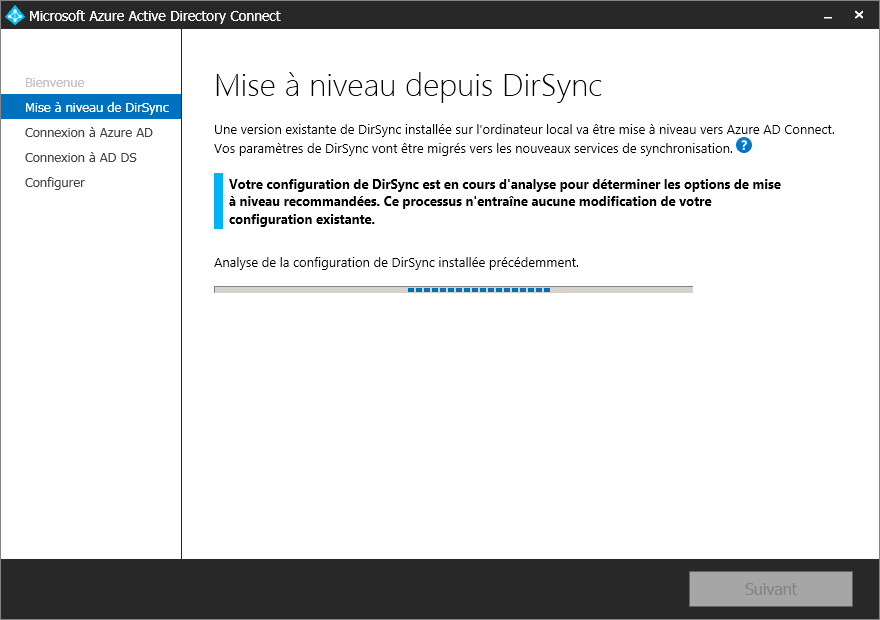 Microsoft Azure Active Directory Connect
Bienvenue
Mise à niveau de DirSync
Connexion à Azure AD
Connexion à AD DS
Configurer
Mise à niveau depuis DirSync
Une version existante de DirSync installée sur l'ordinateur local va être mise à niveau vers Azure AD Connect.
Vos paramètres de DirSync vont être migrés vers les nouveaux services de synchronisation. ?
Votre configuration de DirSync est en cours d'analyse pour déterminer les options de mise
à niveau recommandées. Ce processus n'entraîne aucune modification de votre
configuration existante.
Analyse de la configuration de DirSync installée précédemment.
Suivant